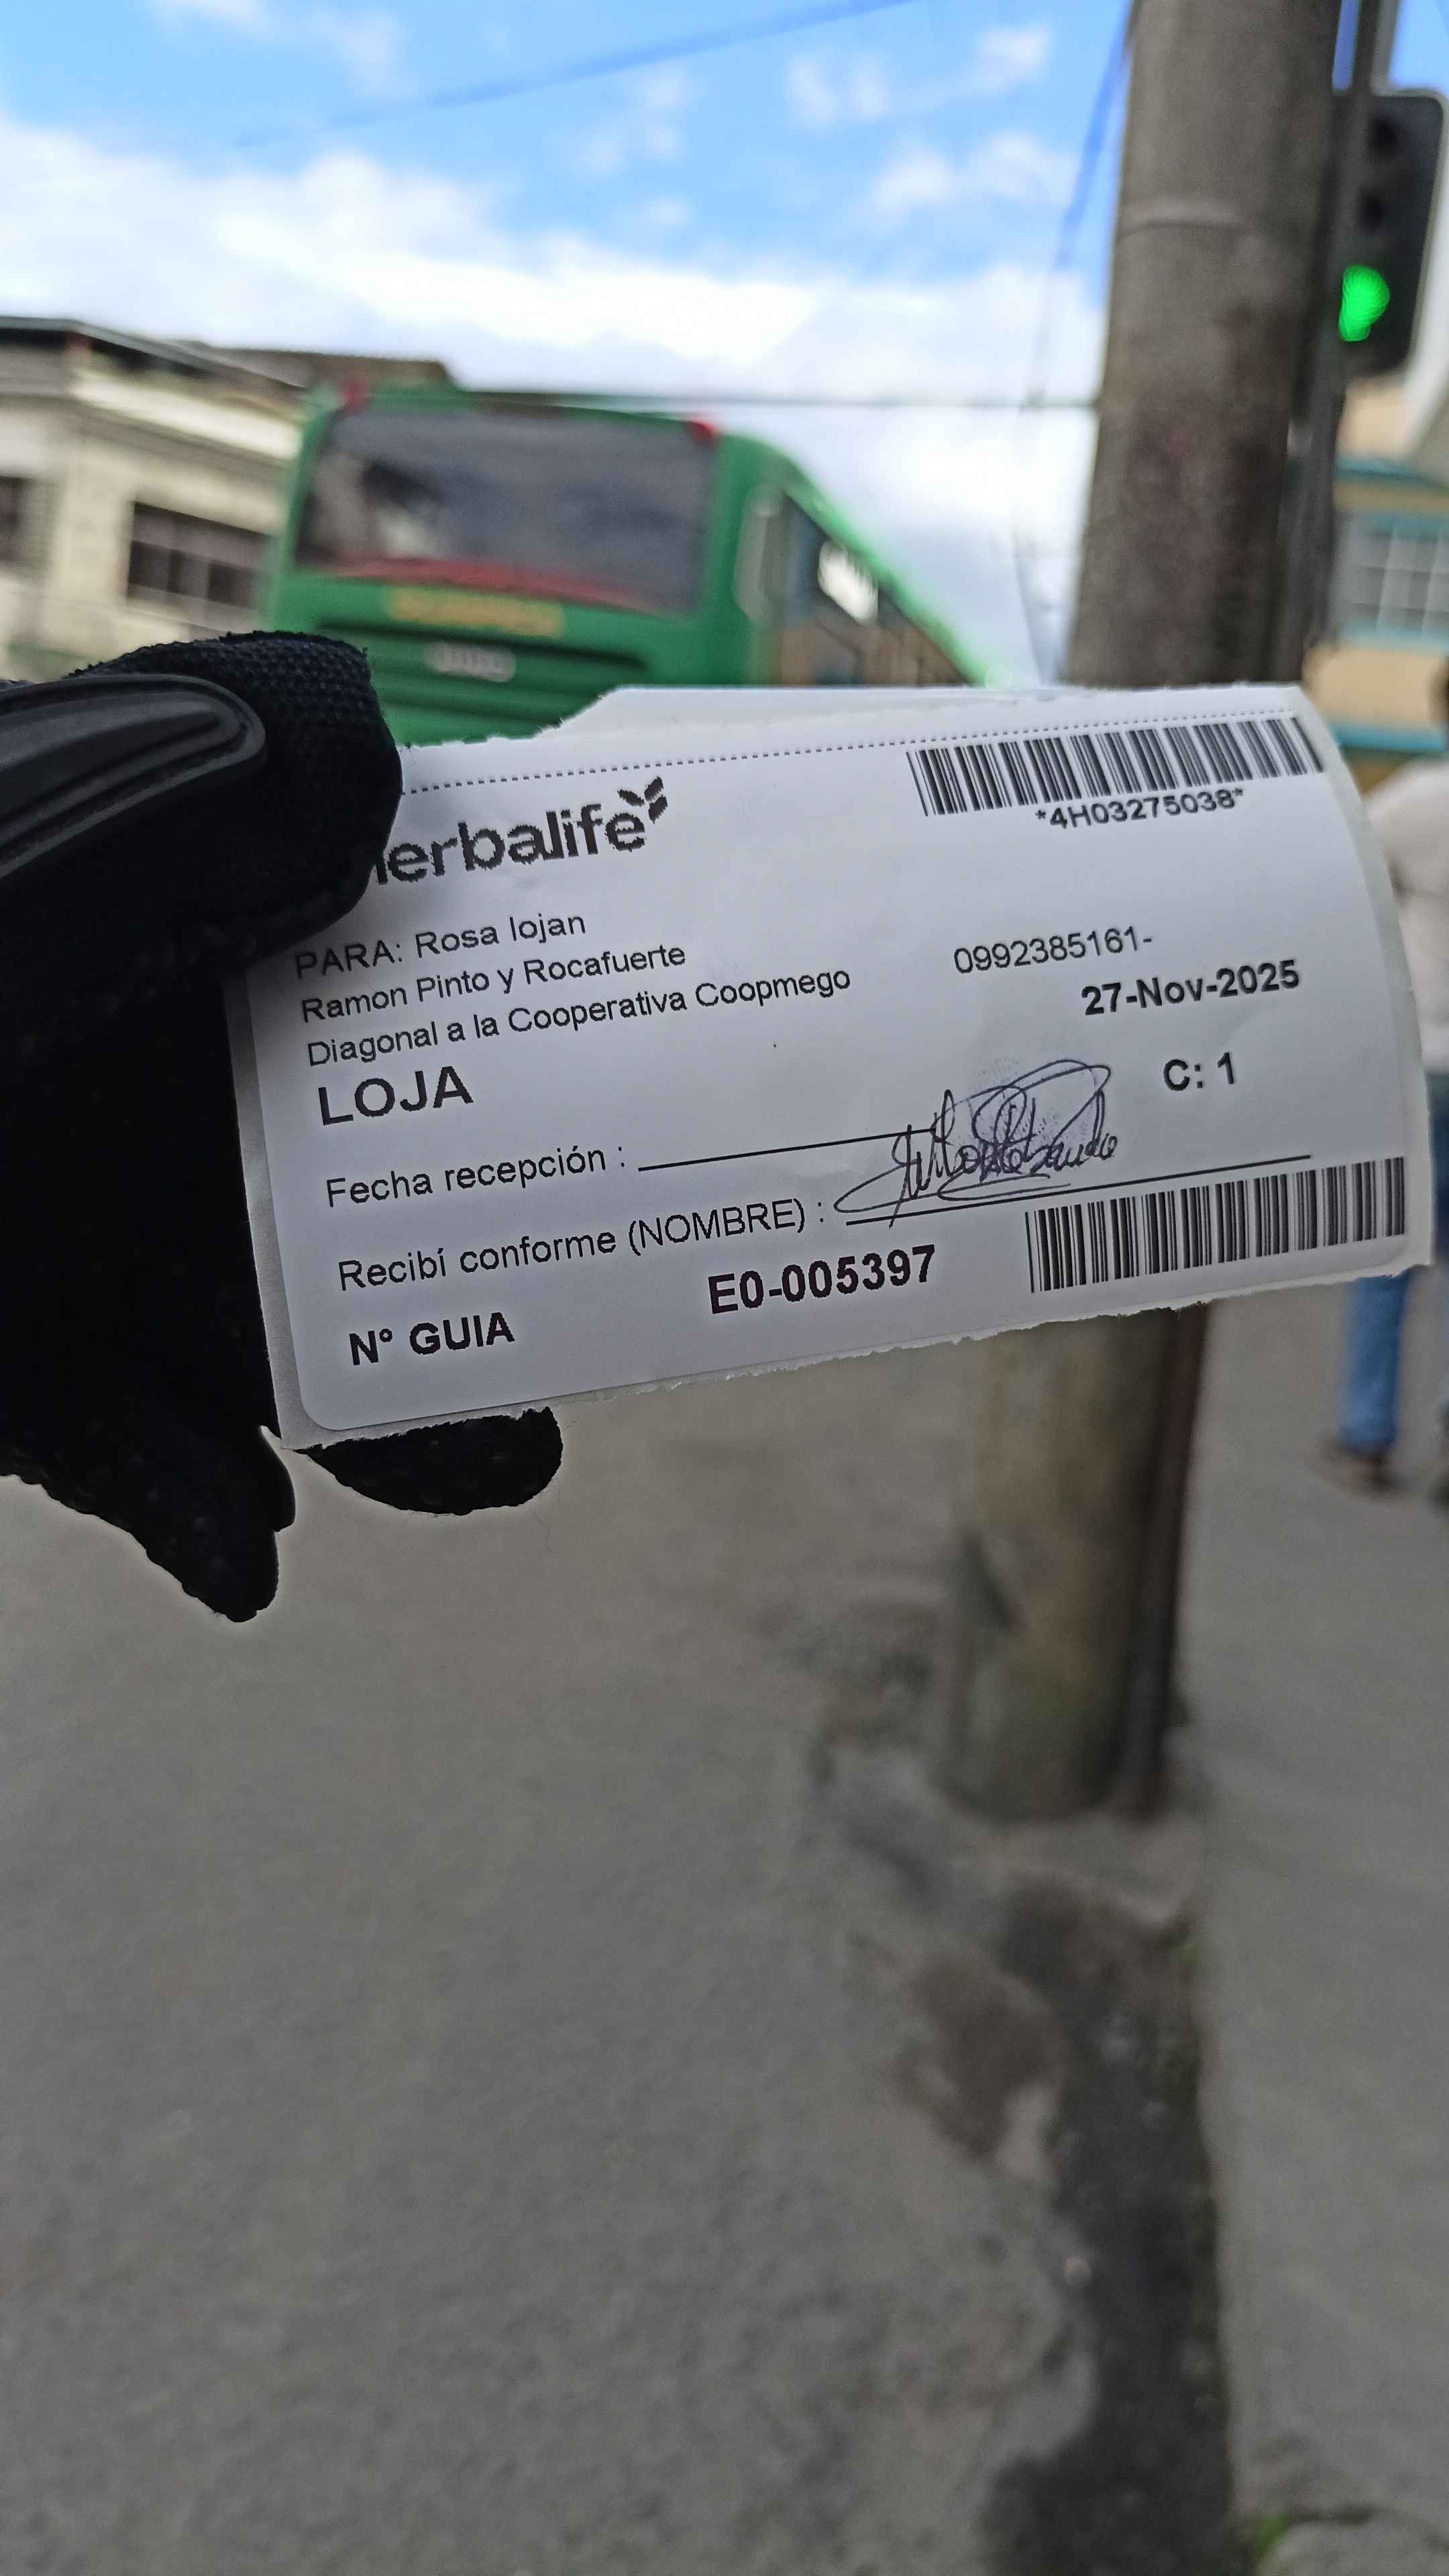 erbalife
*4H03275038*
PARA: Rosa lojan
Ramon Pinto y Rocafuerte
0992385161-
Diagonal a la Cooperativa Coopmego
27-Nov-2025
LOJA
C: 1
Fecha recepción :
Recibí conforme (NOMBRE) :
Nº GUIA
E0-005397